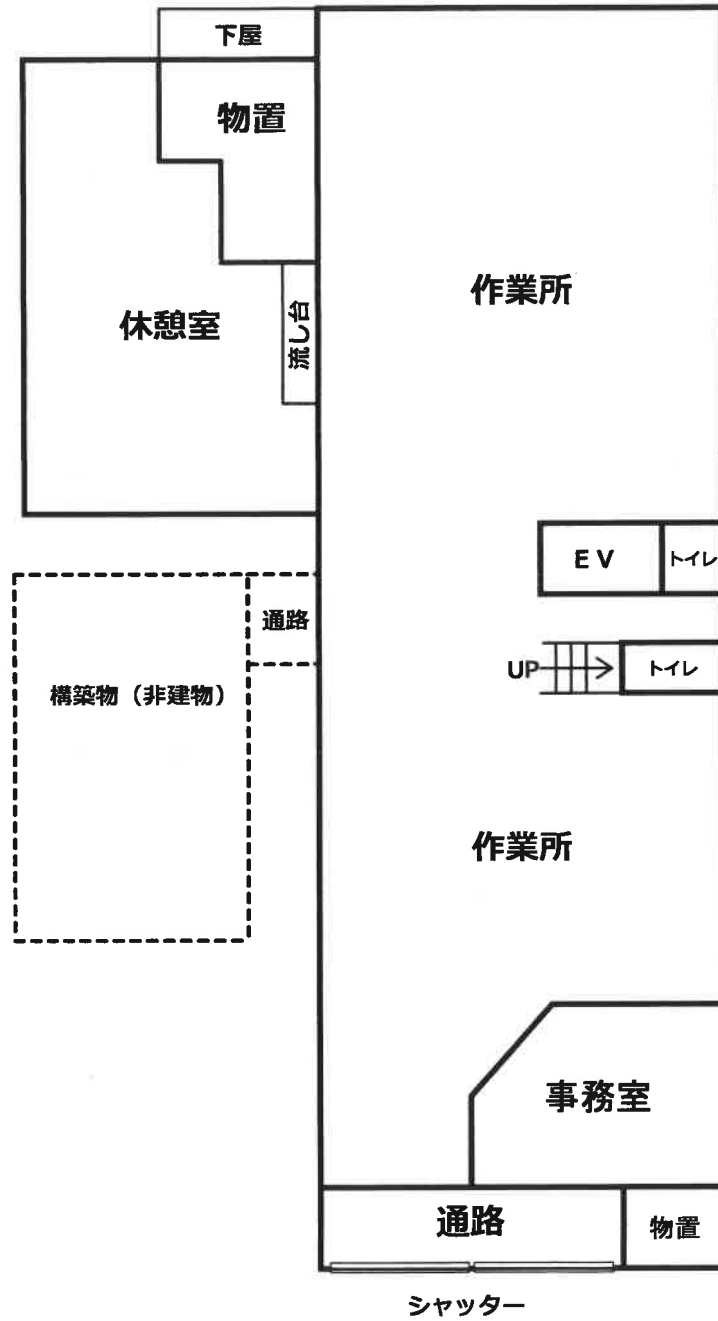 下屋
物置
作業所
休憩室
流し台
EV
トイレ
通路
UP
トイレ
構築物（非建物）
作業所
事務室
通路
物置
シャッター